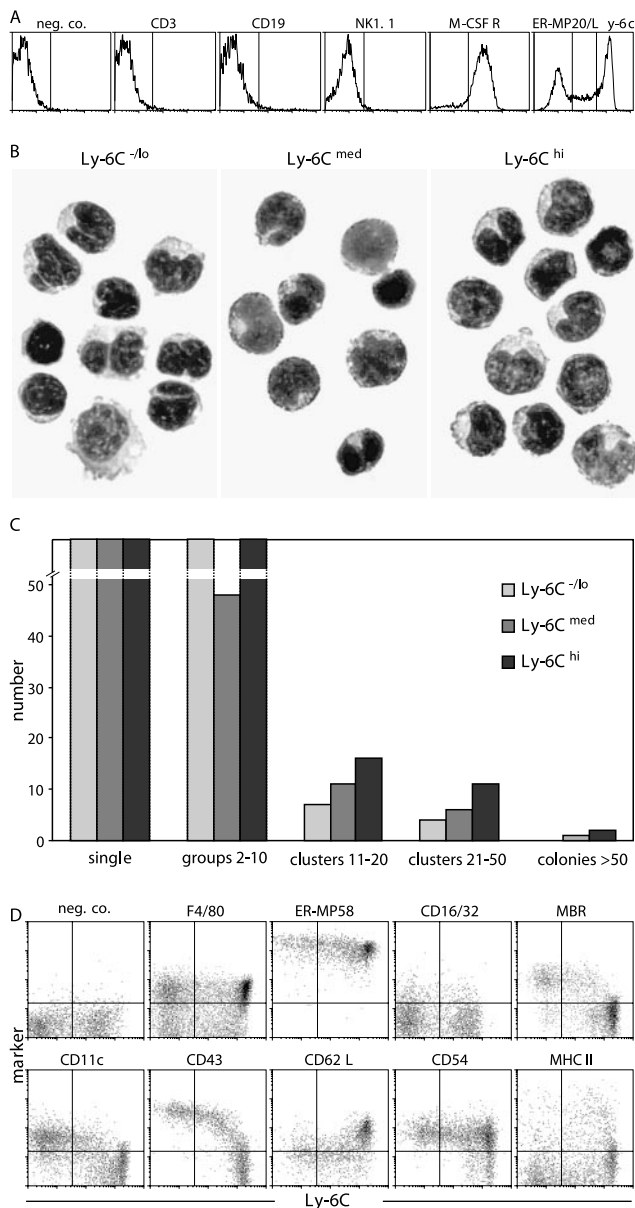 A
neg. co. CD3 CD19 NK1. 1 M-CSF R ER-MP20/L y-6c
B
Ly-6C -/lo Ly-6C med Ly-6C hi
C
number
50
40
30
20
10
0
Ly-6C -/lo
Ly-6C med
Ly-6C hi
single groups 2-10 clusters 11-20 clusters 21-50 colonies >50
D
neg. co. F4/80 ER-MP58 CD16/32 MBR
marker
CD11c CD43 CD62 L CD54 MHC II
Ly-6C